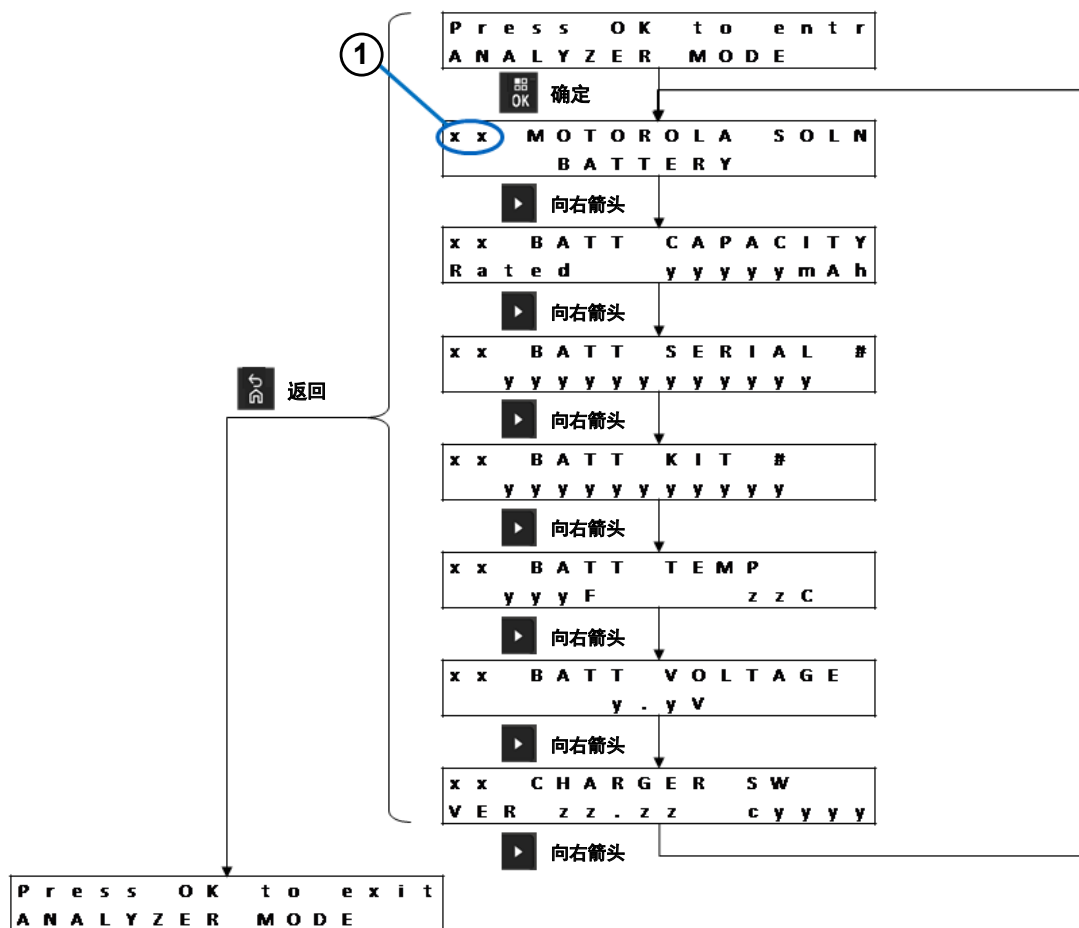 Press OK to entr
ANALYZER MODE
1
OK 确定
xx MOTOROLA SOLN
BATTERY
向右箭头
xx BATT CAPACITY
Rated yyyyymAh
向右箭头
xx BATT SERIAL #
yyyyyyyyyyyy
返回
向右箭头
xx BATT KIT #
yyyyyyyyyyy
向右箭头
xx BATT TEMP
yyyF zzC
向右箭头
xx BATT VOLTAGE
y.yV
向右箭头
xx CHARGER SW
VER zz.zz cyyyy
向右箭头
Press OK to exit
ANALYZER MODE